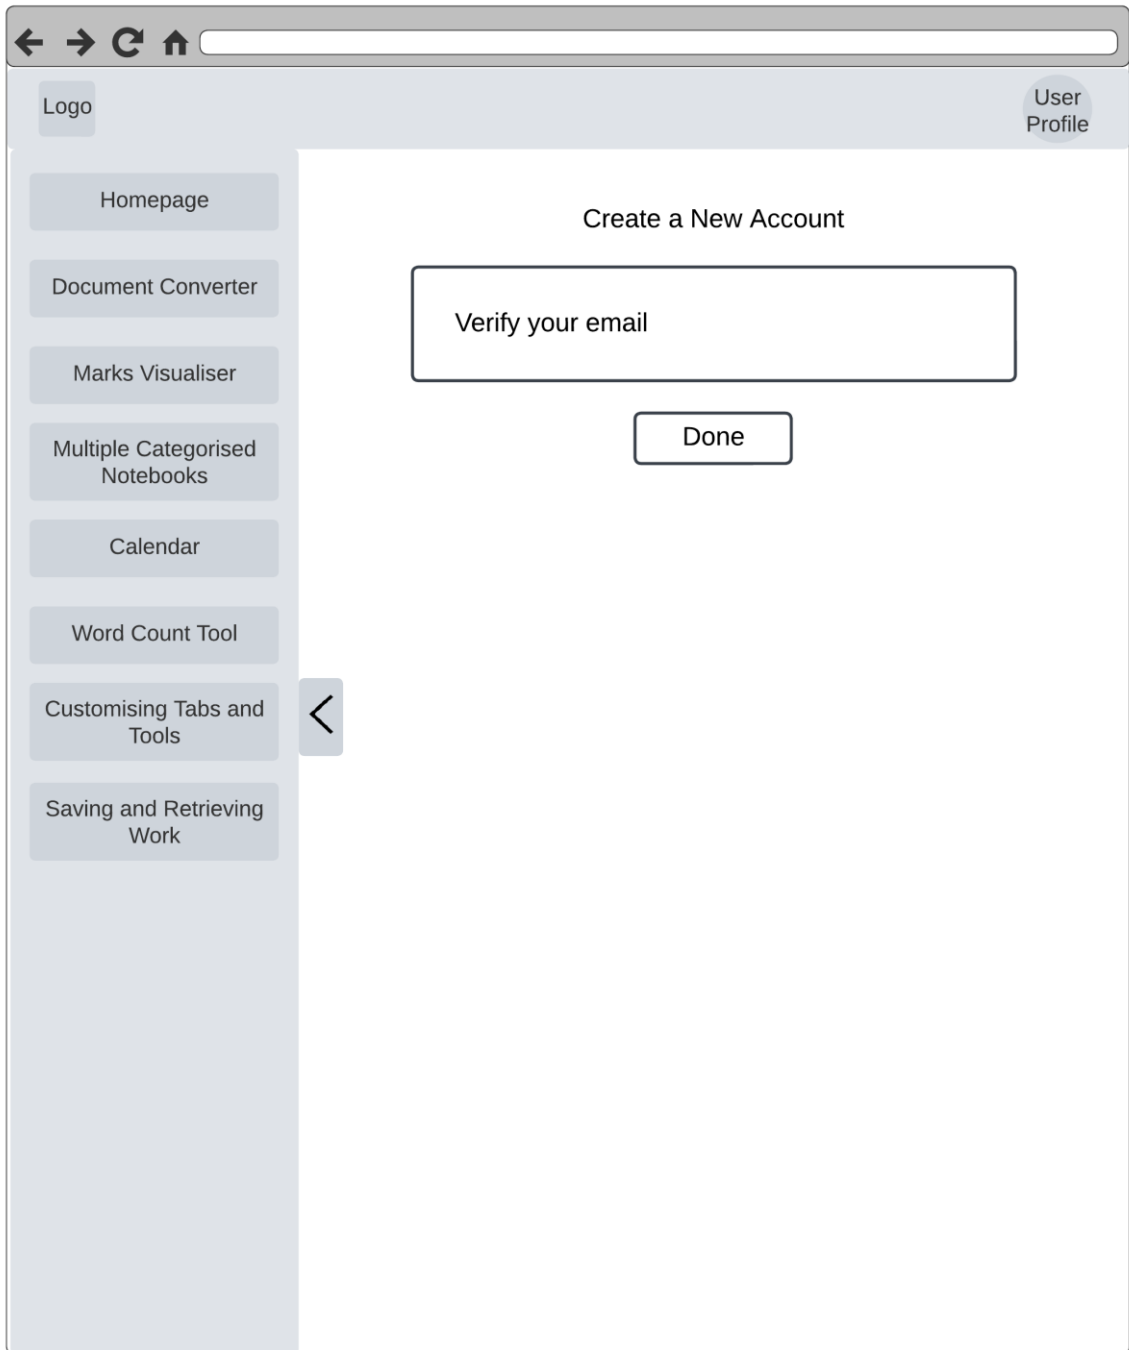 Logo
User
Profile
Homepage
Document Converter
Marks Visualiser
Multiple Categorised
Notebooks
Calendar
Word Count Tool
Customising Tabs and
Tools
Saving and Retrieving
Work
Create a New Account
Verify your email
Done